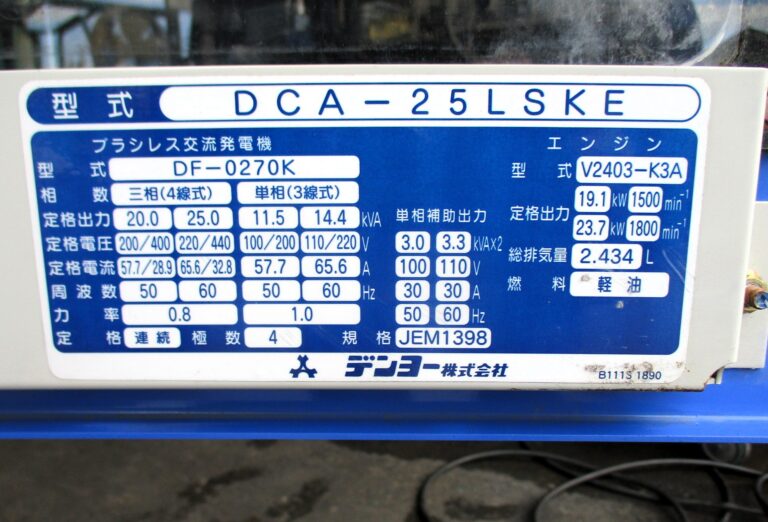 型式 DCA-25LSKE
ブラシレス交流発電機
型式 DF-0270K
相数 三相(4線式) 単相(3線式)
定格出力 20.0 25.0 11.5 14.4 kVA
定格電圧 200/400 220/440 100/200 110/220 V
定格電流 57.7/28.9 65.6/32.8 57.7 65.6 A
周波数 50 60 50 60 Hz
力率 0.8 1.0
定格 連続 極数 4 規格 JEM1398
単相補助出力
3.0 3.3 kVA×2
100 110 V
30 30 A
50 60 Hz
エンジン
型式 V2403-K3A
定格出力 19.1 kW 1500 min⁻¹
23.7 kW 1800 min⁻¹
総排気量 2.434 L
燃料 軽油
デンヨー株式会社
B111S 1890